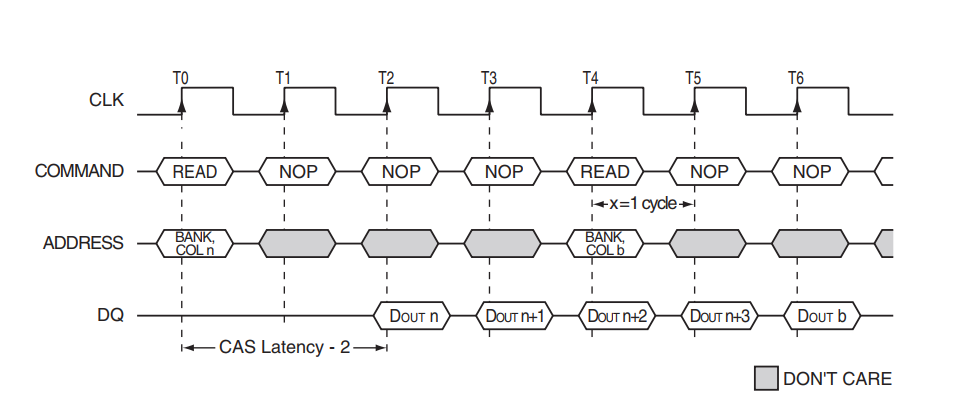 T0 T1 T2 T3 T4 T5 T6
CLK
COMMAND READ NOP NOP NOP READ NOP NOP
x=1 cycle
ADDRESS BANK, COL n BANK, COL b
DQ DOUT n DOUT n+1 DOUT n+2 DOUT n+3 DOUT b
CAS Latency - 2
DON'T CARE